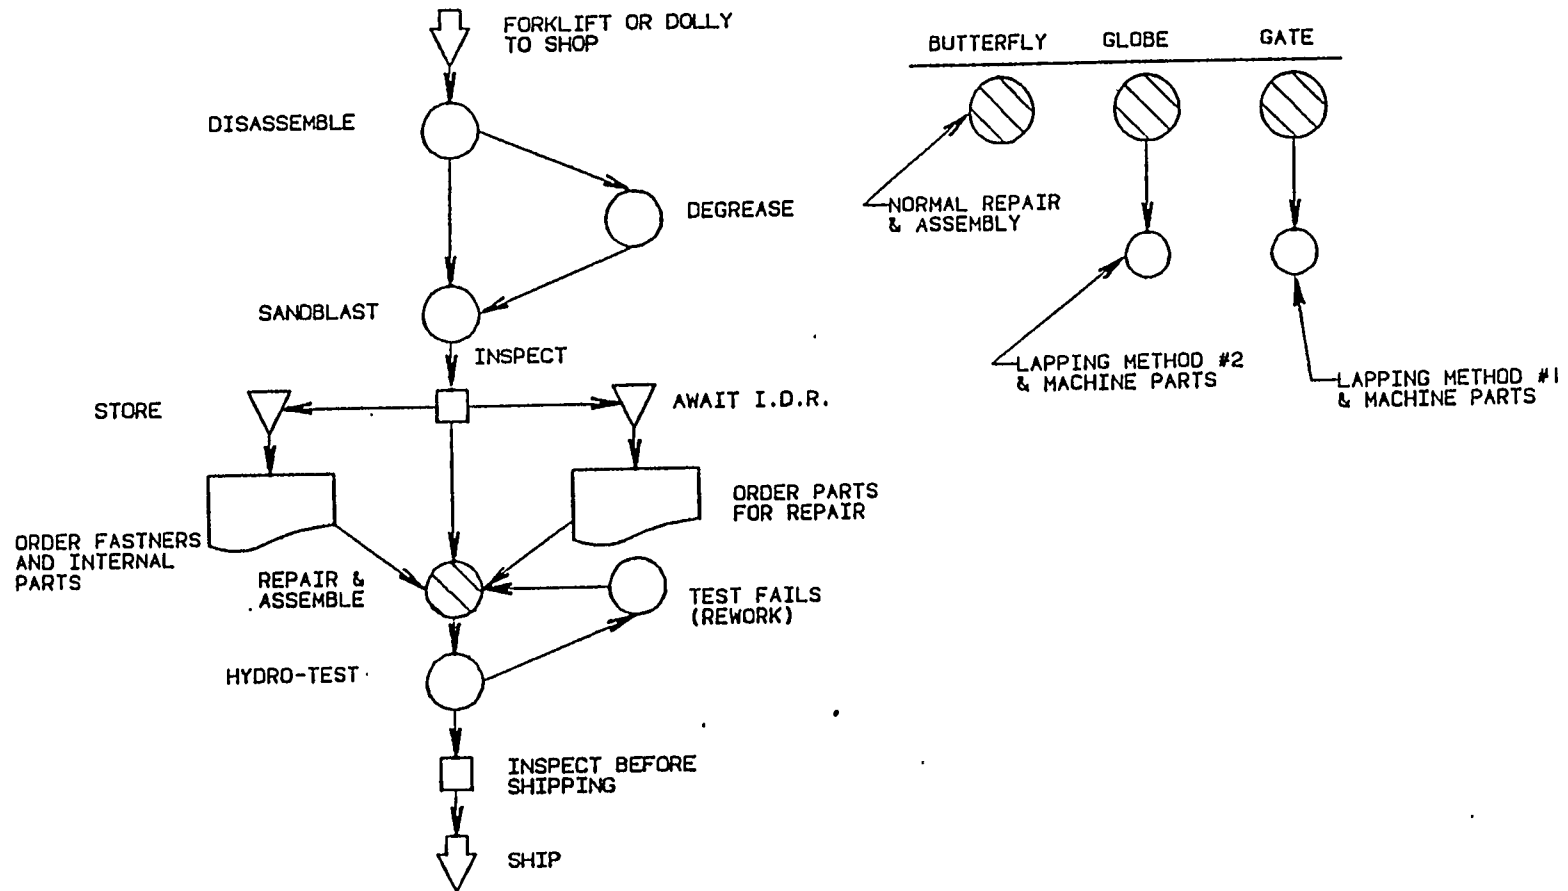 FORKLIFT OR DOLLY
TO SHOP
BUTTERFLY
GLOBE
GATE
DISASSEMBLE
DEGREASE
NORMAL REPAIR
& ASSEMBLY
SANDBLAST
INSPECT
LAPPING METHOD #2
& MACHINE PARTS
LAPPING METHOD #1
& MACHINE PARTS
STORE
AWAIT I.D.R.
ORDER PARTS
FOR REPAIR
ORDER FASTNERS
AND INTERNAL
PARTS
REPAIR &
ASSEMBLE
TEST FAILS
(REWORK)
HYDRO-TEST
INSPECT BEFORE
SHIPPING
SHIP